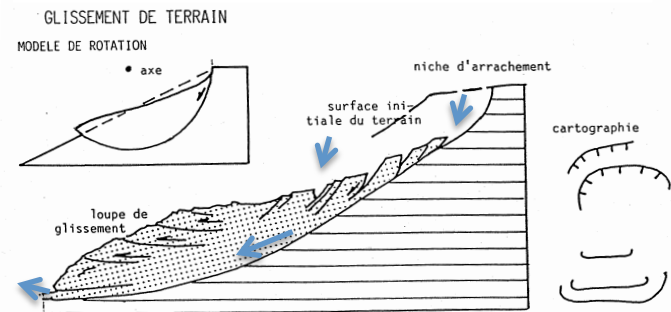 GLISSEMENT DE TERRAIN
MODELE DE ROTATION
axe
niche d'arrachement
surface ini-
tiale du terrain
cartographie
loupe de
glissement